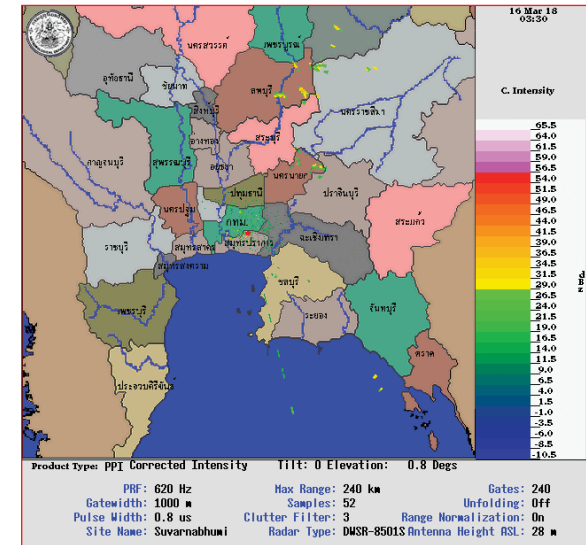 16 Mar 18
03:30
C. Intensity
นครสวรรค์
เพชรบูรณ์
อุทัยธานี
ชัยนาท
ลพบุรี
สิงห์บุรี
นครราชสีมา
อ่างทอง
สระบุรี
กาญจนบุรี
สุพรรณบุรี
อยุธยา
นครนายก
ปราจีนบุรี
ปทุมธานี
นครปฐม
กทม.
สระแก้ว
ฉะเชิงเทรา
ราชบุรี
สมุทรสาคร
สมุทรปราการ
สมุทรสงคราม
ชลบุรี
เพชรบุรี
ระยอง
จันทบุรี
ตราด
ประจวบคีรีขันธ์
65.5
64.0
61.5
59.0
56.5
54.0
51.5
49.0
46.5
44.0
41.5
39.0
36.5
34.5
31.5
29.0
26.5
24.0
21.5
19.0
16.5
14.0
11.5
9.0
6.5
4.0
1.5
-1.0
-3.5
-6.0
-8.5
-10.5
dBZ
Product Type: PPI Corrected Intensity Tilt: 0 Elevation: 0.8 Degs
PRF: 620 Hz Max Range: 240 km Gates: 240
Gatewidth: 1000 m Samples: 52 Unfolding: Off
Pulse Width: 0.8 us Clutter Filter: 3 Range Normalization: On
Site Name: Suvarnabhumi Radar Type: DWSR-8501S Antenna Height ASL: 28 m